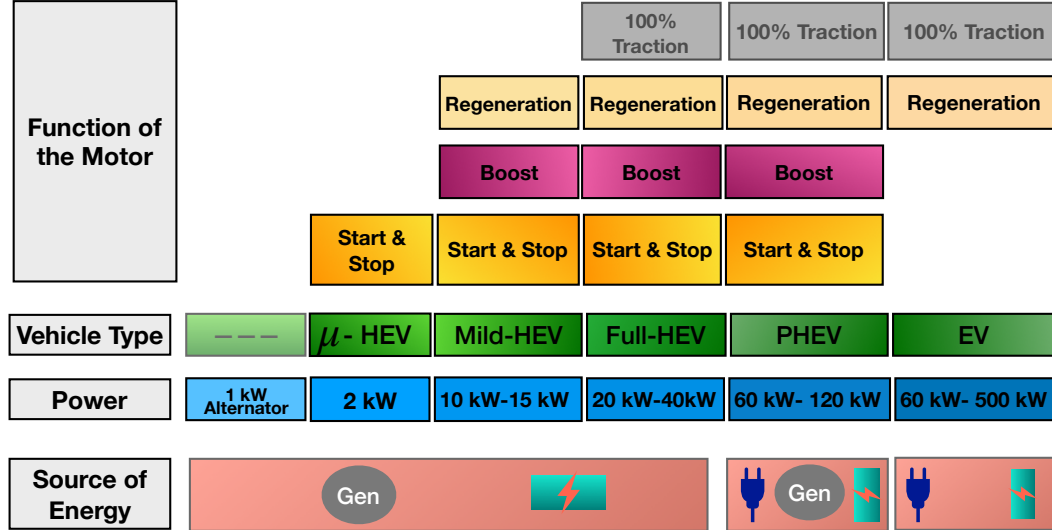 100%
Traction
100% Traction
100% Traction
Function of
the Motor
Regeneration
Regeneration
Regeneration
Regeneration
Boost
Boost
Boost
Start &
Stop
Start & Stop
Start & Stop
Start & Stop
Vehicle Type
– – –
μ - HEV
Mild-HEV
Full-HEV
PHEV
EV
Power
1 kW
Alternator
2 kW
10 kW-15 kW
20 kW-40kW
60 kW- 120 kW
60 kW- 500 kW
Source of
Energy
Gen
Gen